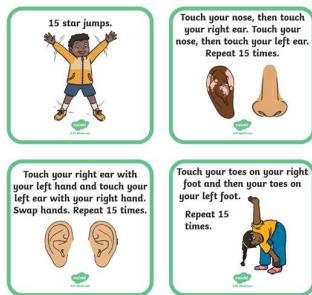 15 star jumps.
Touch your nose, then touch
your right ear. Touch your
nose, then touch your left ear.
Repeat 15 times.
Touch your right ear with
your left hand and touch your
left ear with your right hand.
Swap hands. Repeat 15 times.
Touch your toes on your right
foot and then your toes on
your left foot.
Repeat 15
times.